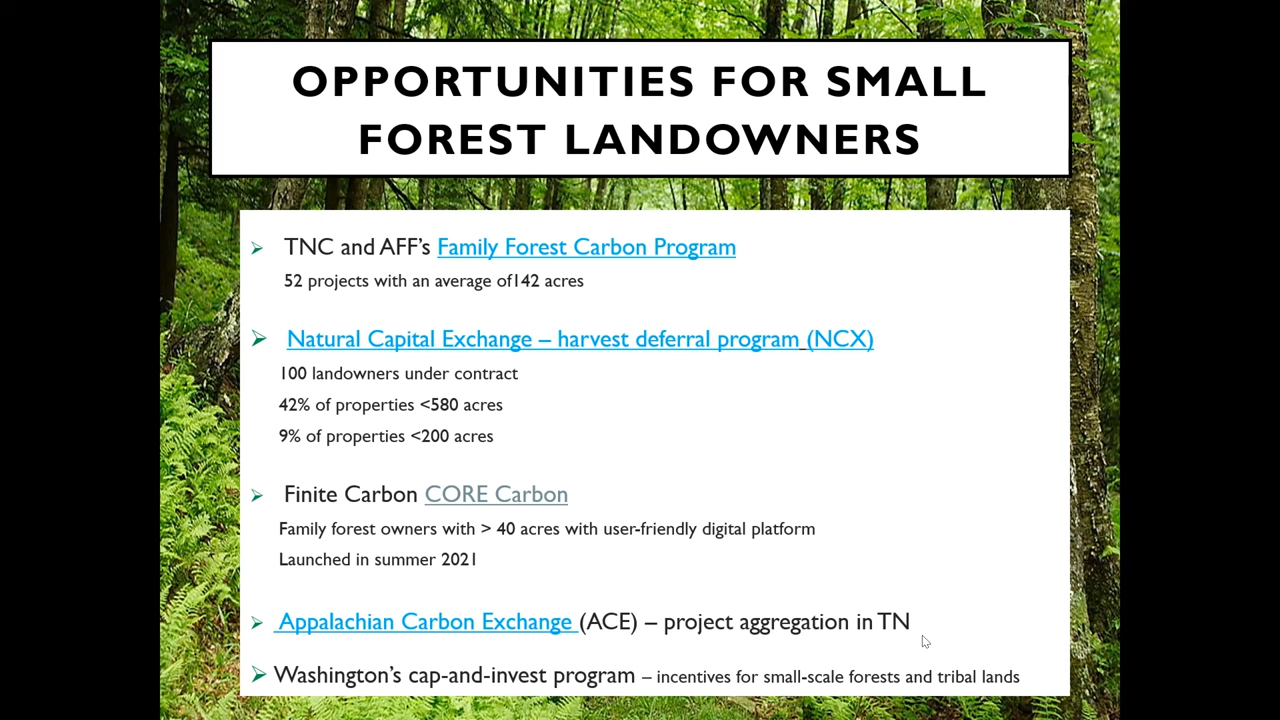 OPPORTUNITIES FOR SMALL
FOREST LANDOWNERS
TNC and AFF's Family Forest Carbon Program
52 projects with an average of142 acres
Natural Capital Exchange – harvest deferral program (NCX)
100 landowners under contract
42% of properties <580 acres
9% of properties <200 acres
Finite Carbon CORE Carbon
Family forest owners with > 40 acres with user-friendly digital platform
Launched in summer 2021
Appalachian Carbon Exchange (ACE) – project aggregation in TN
Washington's cap-and-invest program – incentives for small-scale forests and tribal lands